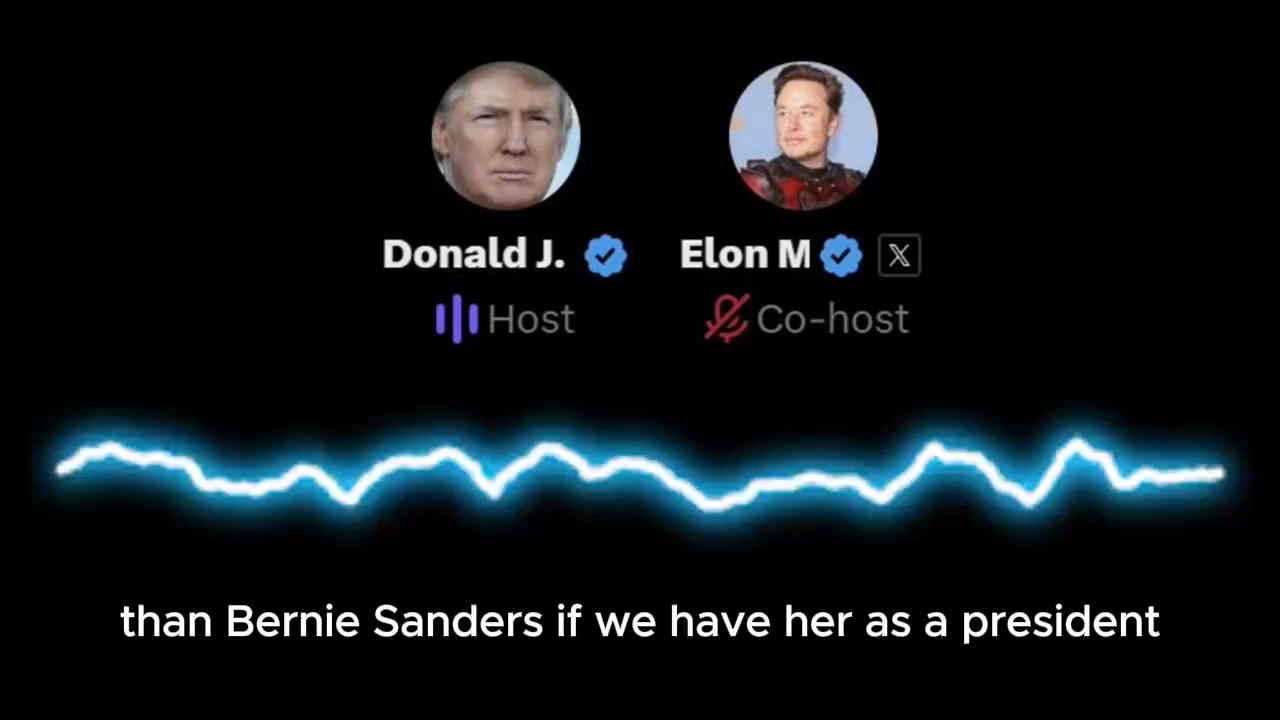 Donald J. Elon M X
Host Co-host
than Bernie Sanders if we have her as a president